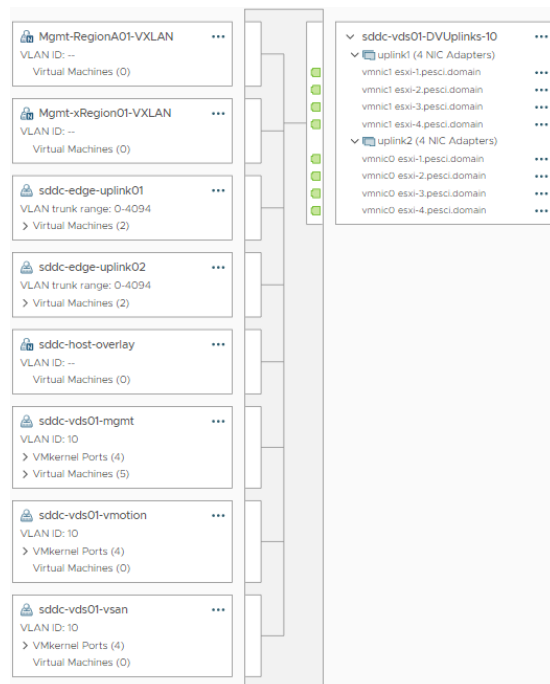 Mgmt-RegionA01-VXLAN
VLAN ID: --
Virtual Machines (0)
Mgmt-xRegion01-VXLAN
VLAN ID: --
Virtual Machines (0)
sddc-edge-uplink01
VLAN trunk range: 0-4094
Virtual Machines (2)
sddc-edge-uplink02
VLAN trunk range: 0-4094
Virtual Machines (2)
sddc-host-overlay
VLAN ID: --
Virtual Machines (0)
sddc-vds01-mgmt
VLAN ID: 10
VMkernel Ports (4)
Virtual Machines (5)
sddc-vds01-vmotion
VLAN ID: 10
VMkernel Ports (4)
Virtual Machines (0)
sddc-vds01-vsan
VLAN ID: 10
VMkernel Ports (4)
Virtual Machines (0)
sddc-vds01-DVUplinks-10
uplink1 (4 NIC Adapters)
vmnic1 esxi-1.pesci.domain
vmnic1 esxi-2.pesci.domain
vmnic1 esxi-3.pesci.domain
vmnic1 esxi-4.pesci.domain
uplink2 (4 NIC Adapters)
vmnic0 esxi-1.pesci.domain
vmnic0 esxi-2.pesci.domain
vmnic0 esxi-3.pesci.domain
vmnic0 esxi-4.pesci.domain